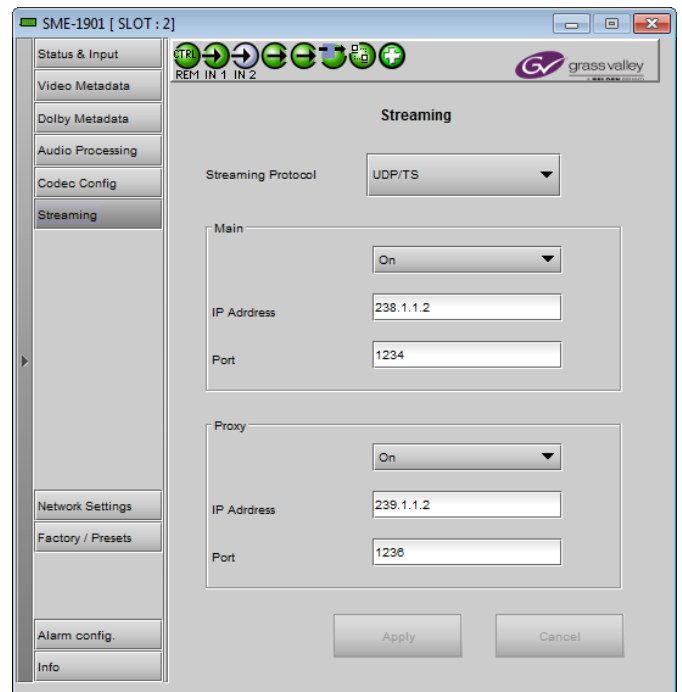 SME-1901 [ SLOT : 2]
Status & Input
Video Metadata
Dolby Metadata
Audio Processing
Codec Config
Streaming
Network Settings
Factory / Presets
Alarm config.
Info
CTRL
REM IN 1 IN 2
grass valley
A BELDEN BRAND
Streaming
Streaming Protocol UDP/TS
Main
On
IP Adrdress 238.1.1.2
Port 1234
Proxy
On
IP Adrdress 239.1.1.2
Port 1236
Apply Cancel